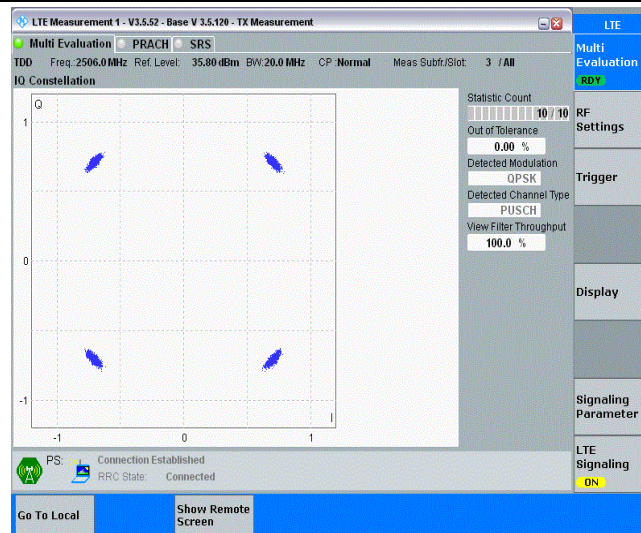 LTE Measurement 1 - V3.5.52 - Base V 3.5.120 - TX Measurement
LTE
Multi Evaluation PRACH SRS
Multi
Evaluation
RDY
TDD Freq.:2506.0 MHz Ref. Level: 35.80 dBm BW:20.0 MHz CP :Normal Meas Subfr./Slot: 3 / All
IQ Constellation
Statistic Count
10 / 10
Out of Tolerance
0.00 %
Detected Modulation
QPSK
Detected Channel Type
PUSCH
View Filter Throughput
100.0 %
Q
1
0
-1
I
-1 0 1
RF
Settings
Trigger
Display
Signaling
Parameter
LTE
Signaling
ON
PS: Connection Established
RRC State: Connected
Go To Local
Show Remote
Screen